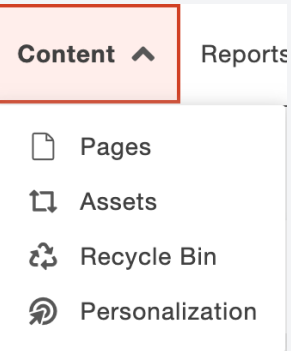 Content Reports
Pages
Assets
Recycle Bin
Personalization